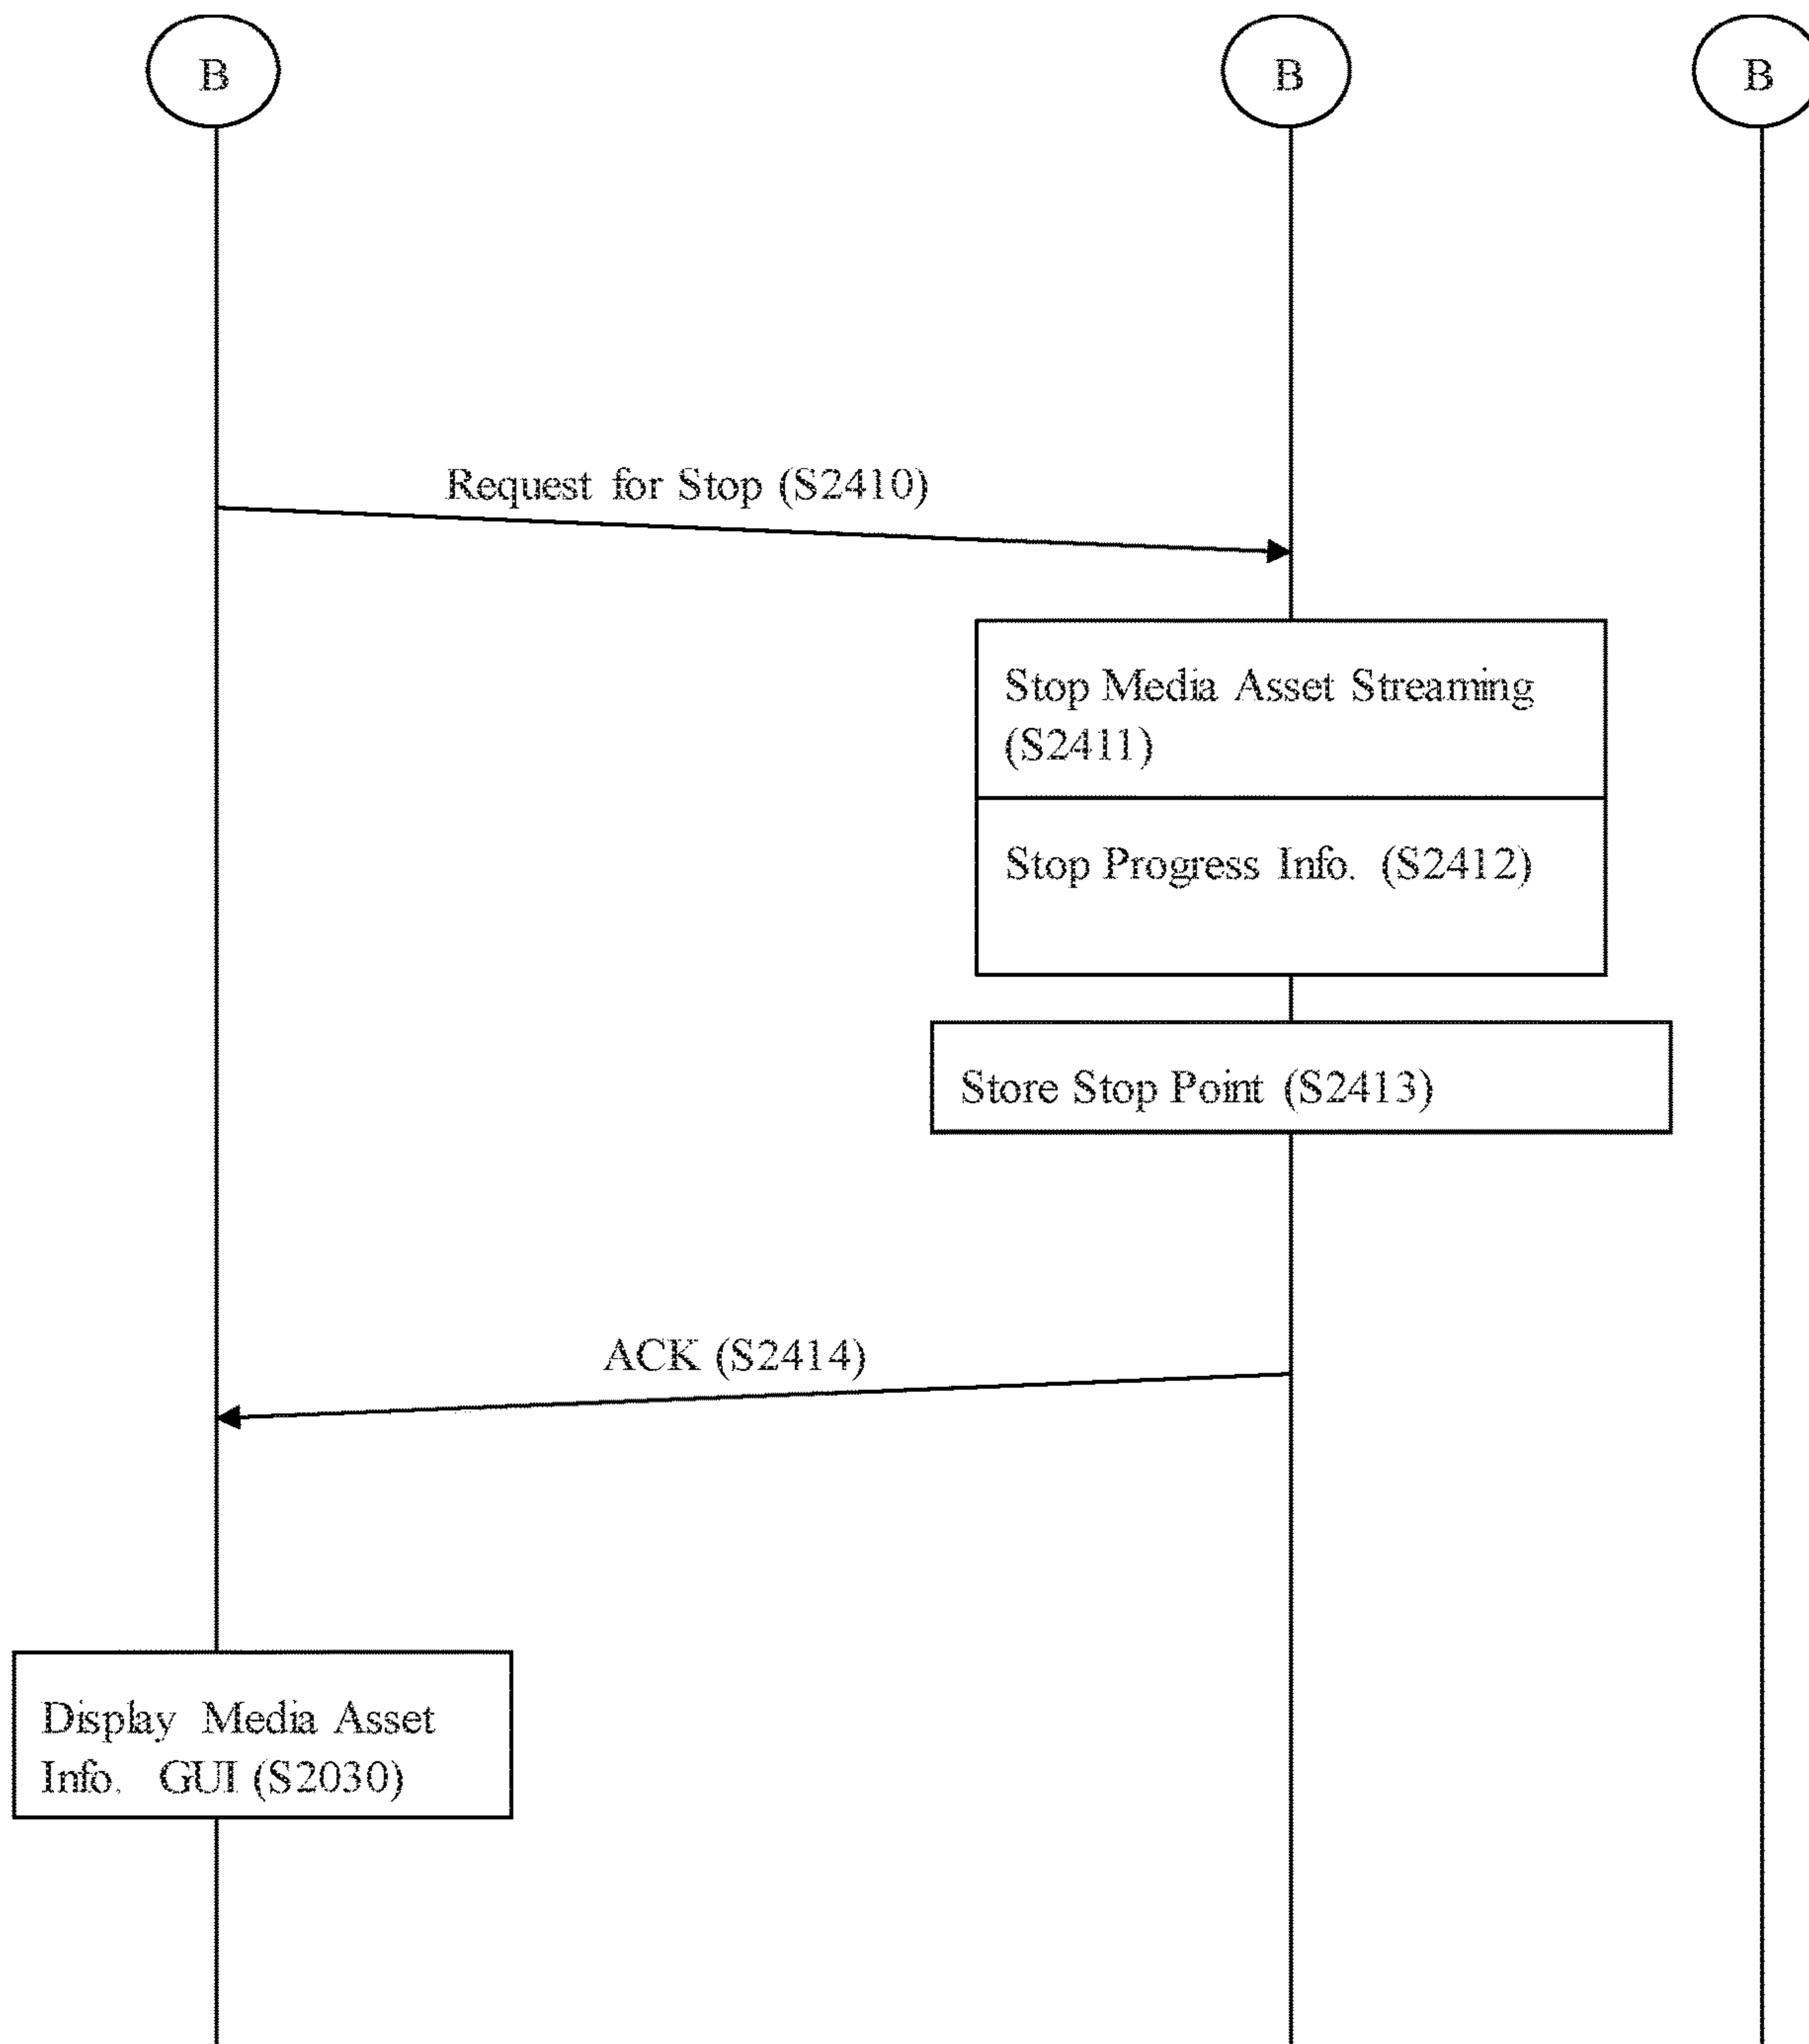 B
B
B
Request for Stop (S2410)
Stop Media Asset Streaming
(S2411)
Stop Progress Info. (S2412)
Store Stop Point (S2413)
ACK (S2414)
Display Media Asset
Info. GUI (S2030)